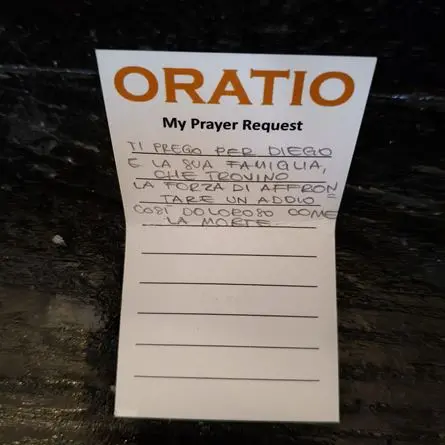 ORATIO
My Prayer Request
TI PREGO PER DIEGO
E LA SUA FAMIGLIA,
CHE TROVINO
LA FORZA DI AFFRON
TARE UN ADDIO
COSÌ DOLOROSO COME
LA MORTE